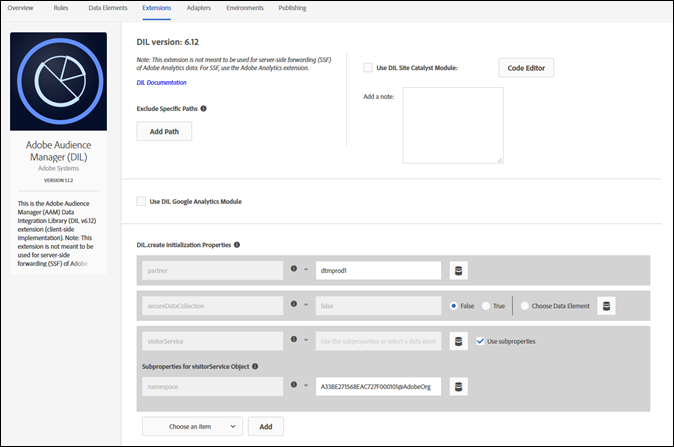 Overview Rules Data Elements Extensions Adapters Environments Publishing
Adobe Audience
Manager (DIL)
Adobe Systems
VERSION 1.1.2
This is the Adobe Audience
Manager (AAM) Data
Integration Library (DIL v6.12)
extension (client-side
implementation). Note: This
extension is not meant to be
used for server-side
forwarding (SSF) of Adobe
DIL version: 6.12
Note: This extension is not meant to be used for server-side forwarding (SSF)
of Adobe Analytics data. For SSF, use the Adobe Analytics extension.
DIL Documentation
Exclude Specific Paths
Add Path
Use DIL Site Catalyst Module:
Code Editor
Add a note:
Use DIL Google Analytics Module
DIL.create Initialization Properties
partner = dtmprod1
secureDataCollection = false False True Choose Data Element
visitorService = Use the subproperties or select a data elem Use subproperties
Subproperties for visitorService Object
namespace = A33BE271568EAC727F000101@AdobeOrg
Choose an item Add